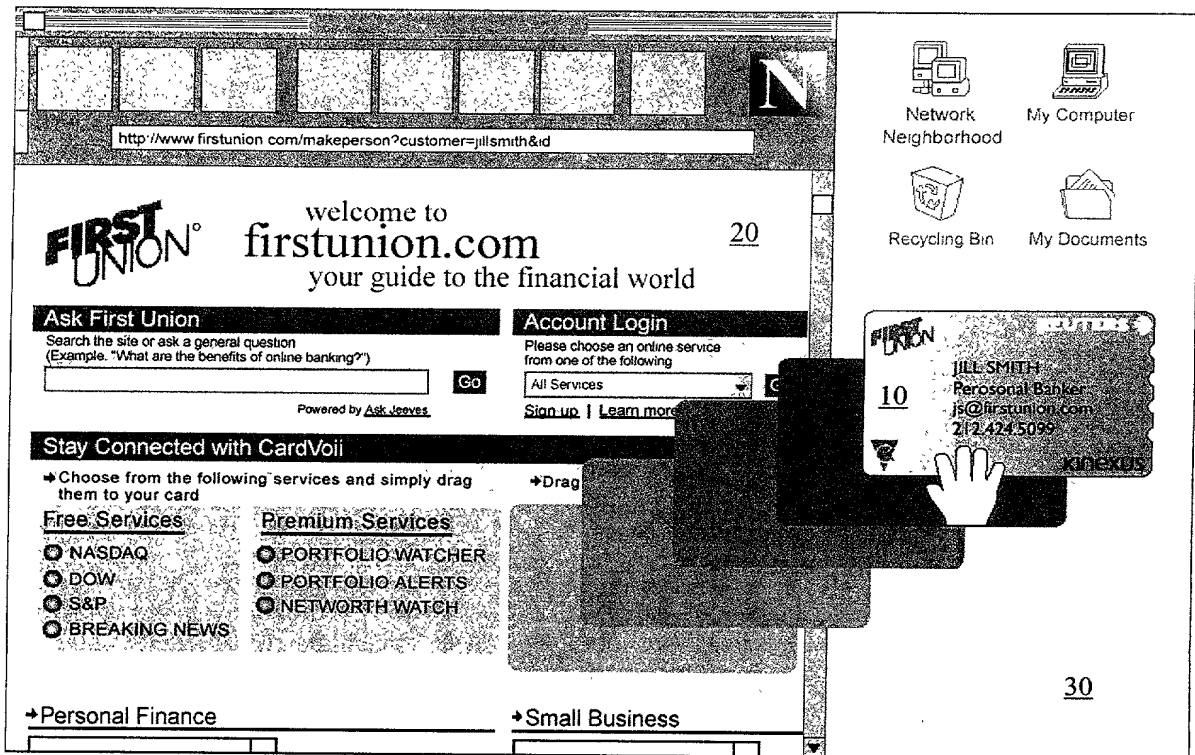 N
http://www firstunion com/makeperson?customer=jillsmith&id
Network
Neighborhood
My Computer
Recycling Bin
My Documents
FIRST
UNION
welcome to
firstunion.com
your guide to the financial world
20
Ask First Union
Search the site or ask a general question
(Example. "What are the benefits of online banking?")
Go
Powered by Ask Jeeves
Account Login
Please choose an online service
from one of the following
All Services
G
Sign up | Learn more
FIRST
UNION
REUTERS
JILL SMITH
Perosonal Banker
js@firstunion.com
212.424.5099
10
Kinexus
Stay Connected with CardVoii
Choose from the following services and simply drag
them to your card
Drag
Free Services
NASDAQ
DOW
S&P
BREAKING NEWS
Premium Services
PORTFOLIO WATCHER
PORTFOLIO ALERTS
NETWORTH WATCH
30
Personal Finance
Small Business